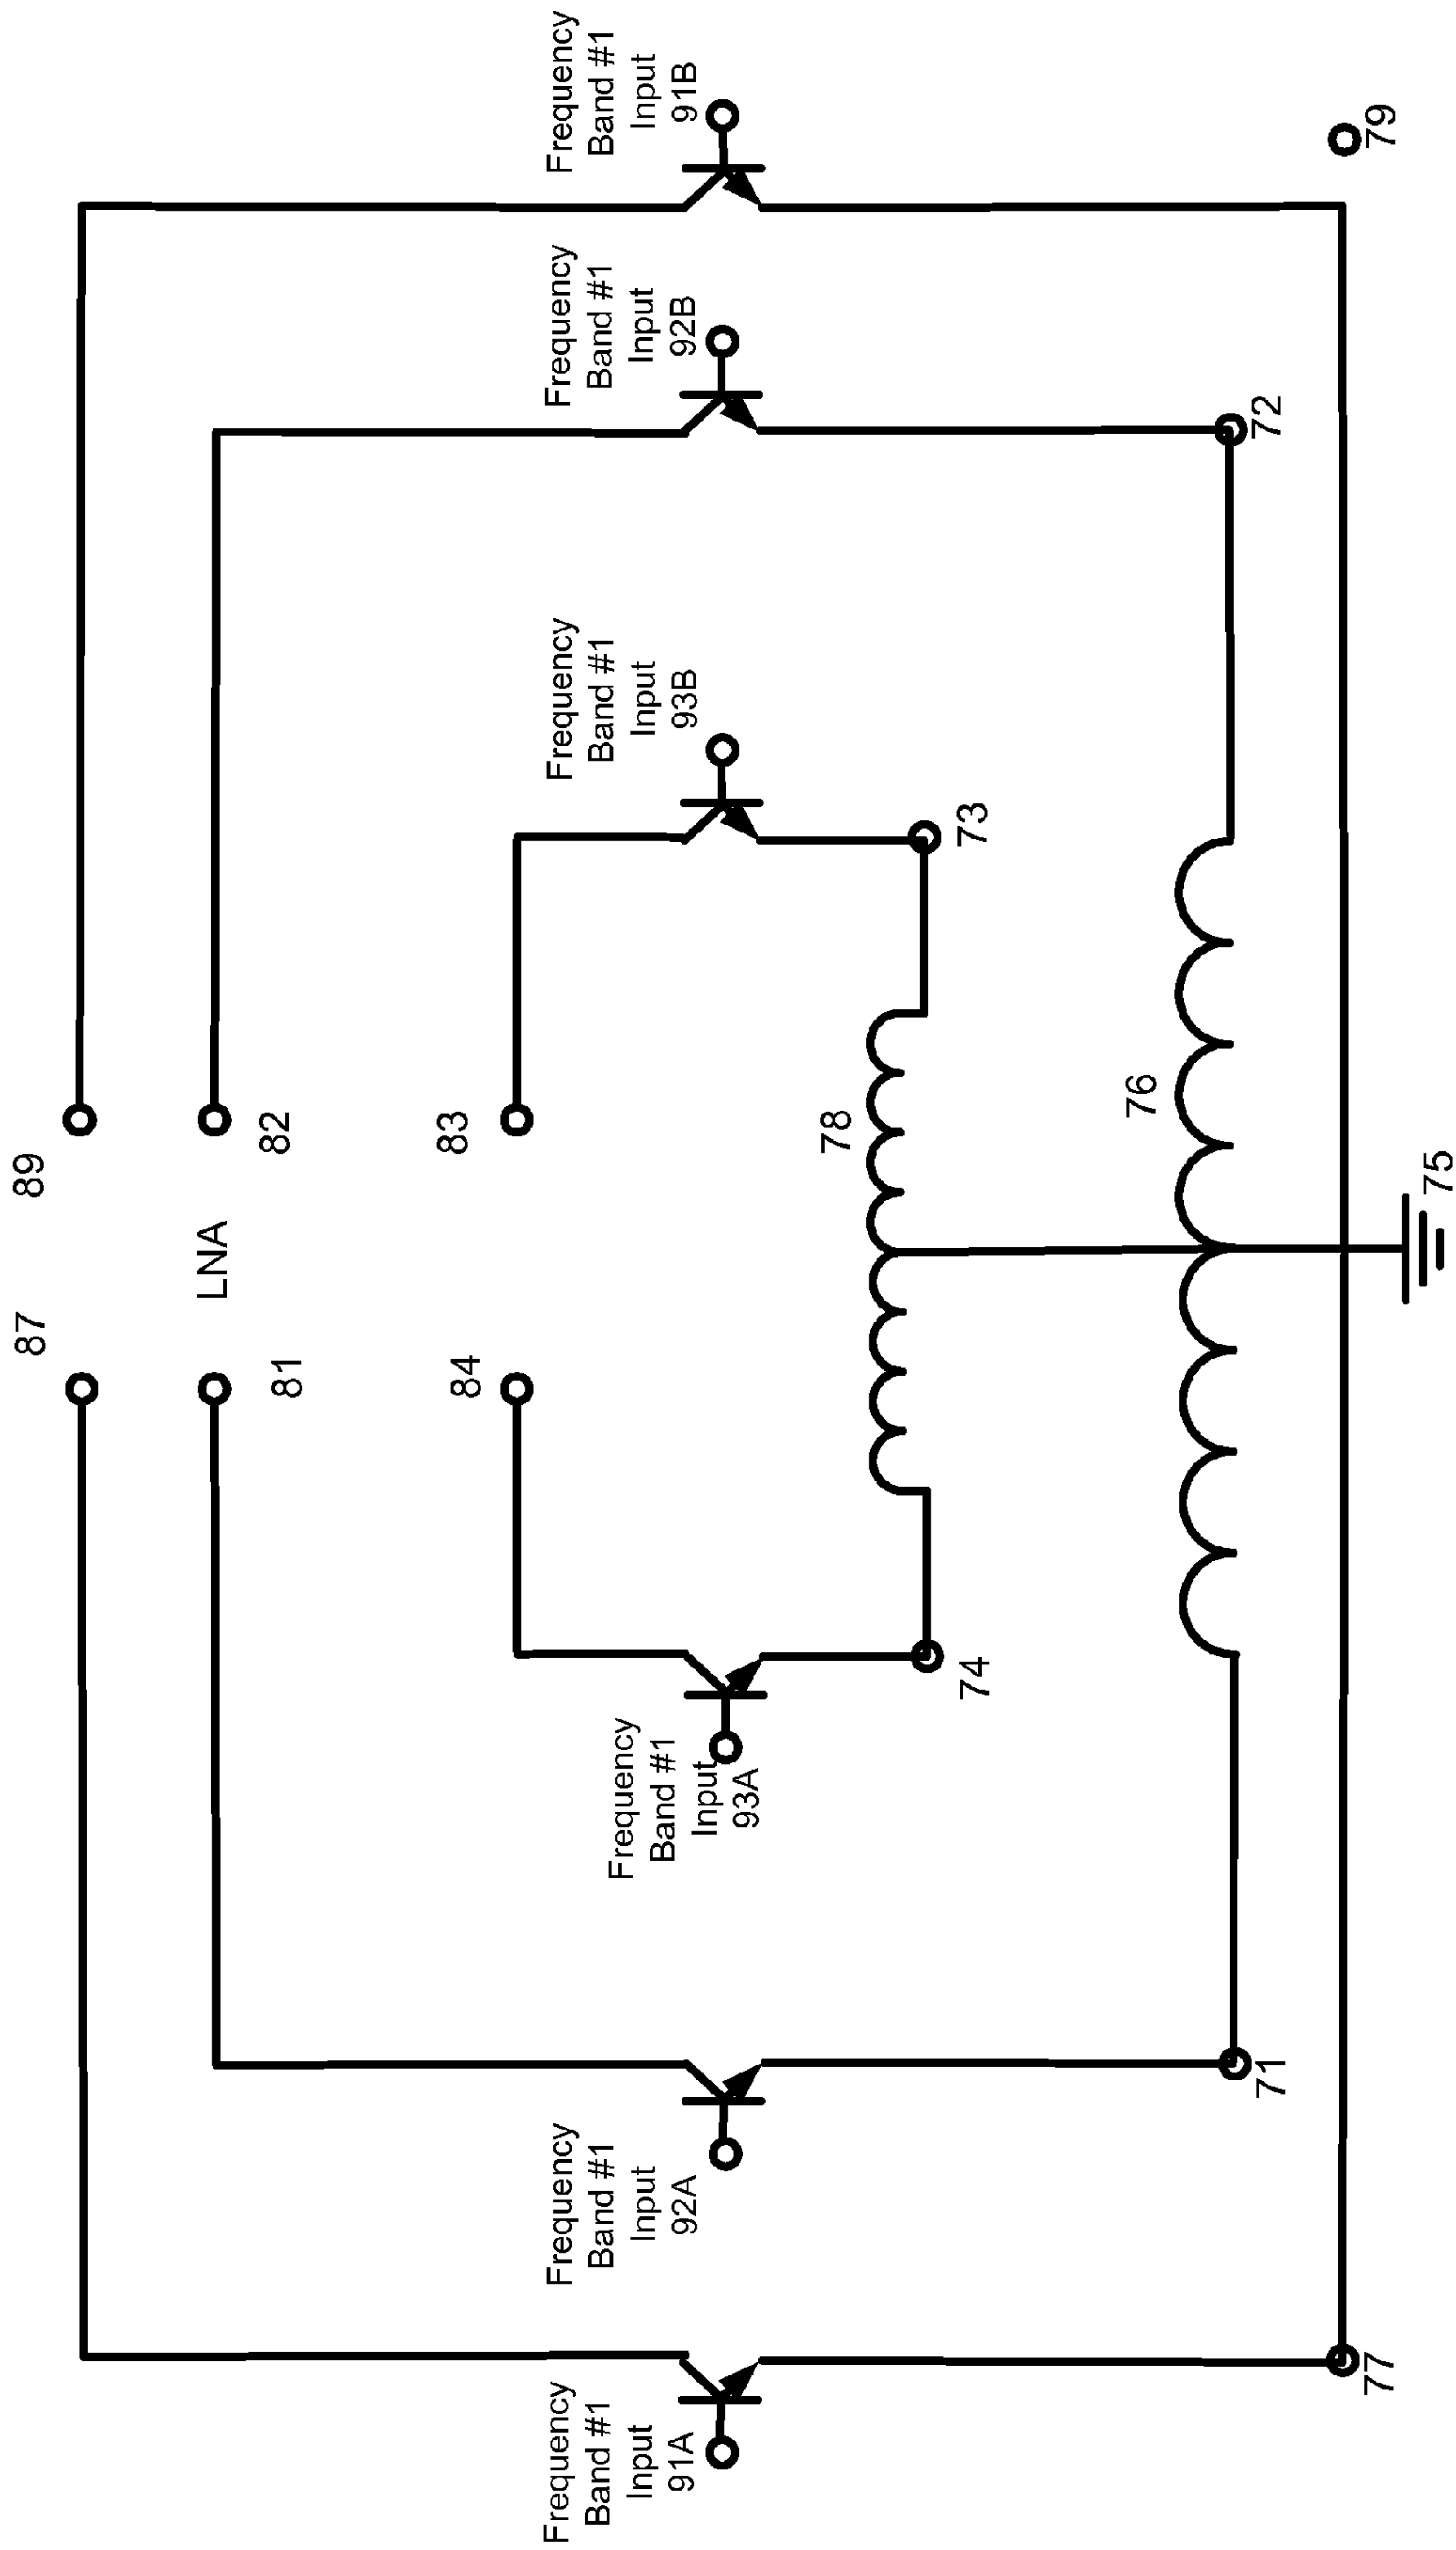 87
89
LNA
81
82
84
83
Frequency
Band #1
Input
91A
Frequency
Band #1
Input
92A
Frequency
Band #1
Input
93A
Frequency
Band #1
Input
93B
Frequency
Band #1
Input
92B
Frequency
Band #1
Input
91B
78
74
73
76
71
72
77
75
79